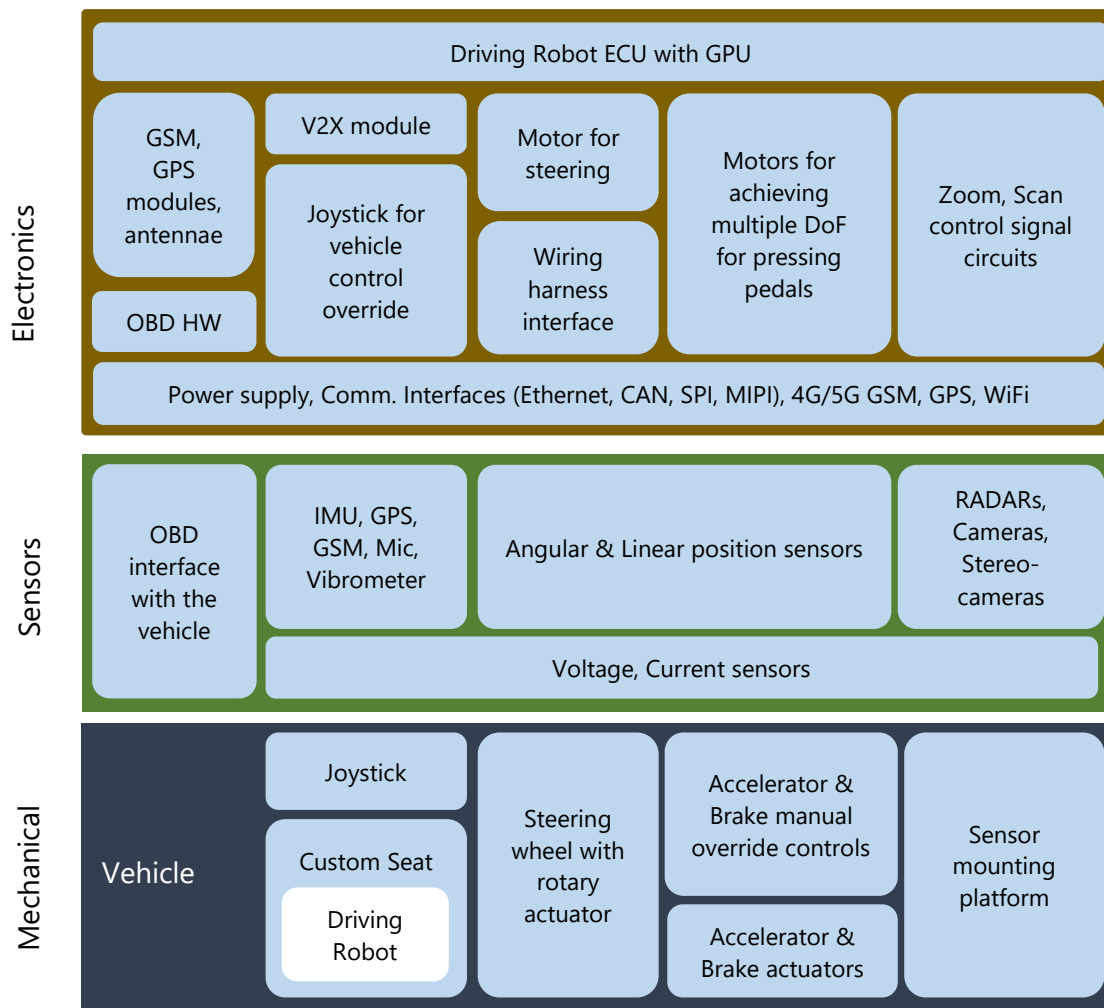 Electronics
Driving Robot ECU with GPU
GSM,
GPS
modules,
antennae
OBD HW
V2X module
Joystick for
vehicle
control
override
Motor for
steering
Wiring
harness
interface
Motors for
achieving
multiple DoF
for pressing
pedals
Zoom, Scan
control signal
circuits
Power supply, Comm. Interfaces (Ethernet, CAN, SPI, MIPI), 4G/5G GSM, GPS, WiFi
Sensors
OBD
interface
with the
vehicle
IMU, GPS,
GSM, Mic,
Vibrometer
Angular & Linear position sensors
RADARs,
Cameras,
Stereo-
cameras
Voltage, Current sensors
Mechanical
Vehicle
Joystick
Custom Seat
Driving
Robot
Steering
wheel with
rotary
actuator
Accelerator &
Brake manual
override controls
Accelerator &
Brake actuators
Sensor
mounting
platform